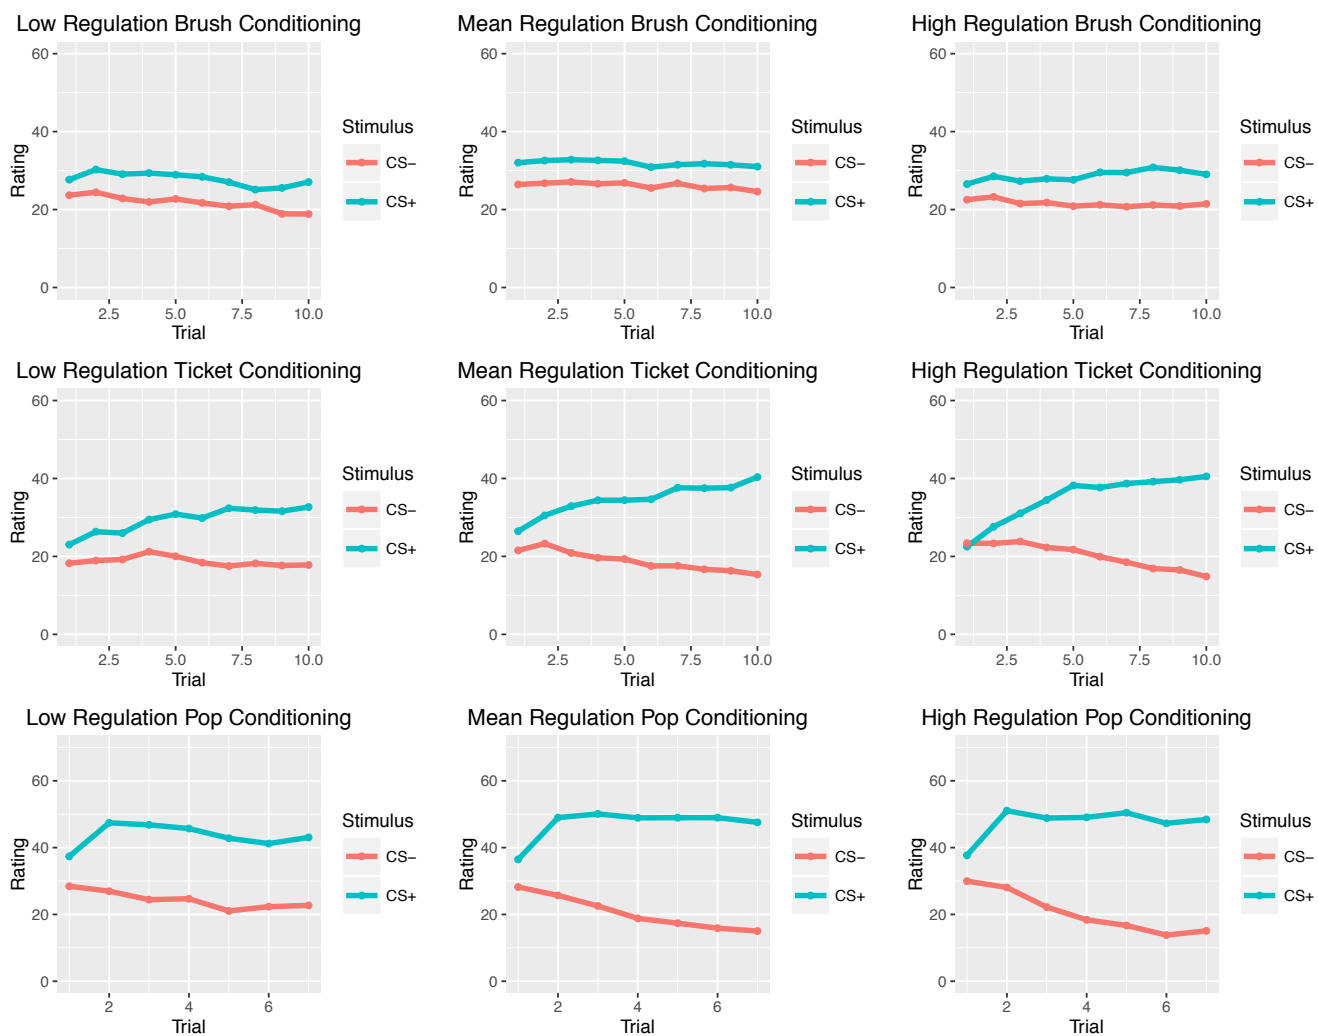 Low Regulation Brush Conditioning
60
40
20
0
Rating
2.5 5.0 7.5 10.0
Trial
Stimulus
CS−
CS+
Mean Regulation Brush Conditioning
60
40
20
0
Rating
2.5 5.0 7.5 10.0
Trial
Stimulus
CS−
CS+
High Regulation Brush Conditioning
60
40
20
0
Rating
2.5 5.0 7.5 10.0
Trial
Stimulus
CS−
CS+
Low Regulation Ticket Conditioning
60
40
20
0
Rating
2.5 5.0 7.5 10.0
Trial
Stimulus
CS−
CS+
Mean Regulation Ticket Conditioning
60
40
20
0
Rating
2.5 5.0 7.5 10.0
Trial
Stimulus
CS−
CS+
High Regulation Ticket Conditioning
60
40
20
0
Rating
2.5 5.0 7.5 10.0
Trial
Stimulus
CS−
CS+
Low Regulation Pop Conditioning
60
40
20
0
Rating
2 4 6
Trial
Stimulus
CS−
CS+
Mean Regulation Pop Conditioning
60
40
20
0
Rating
2 4 6
Trial
Stimulus
CS−
CS+
High Regulation Pop Conditioning
60
40
20
0
Rating
2 4 6
Trial
Stimulus
CS−
CS+